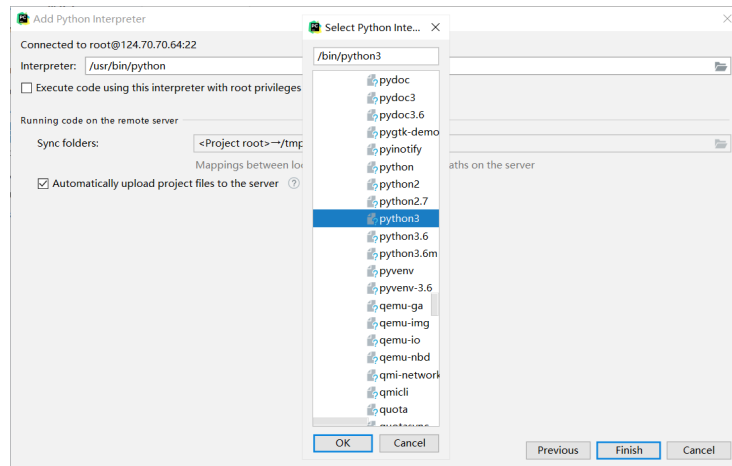 Add Python Interpreter
Connected to root@124.70.70.64:22
Interpreter: /usr/bin/python
Execute code using this interpreter with root privileges
Running code on the remote server
Sync folders: <Project root>→/tmp
Mappings between loc
aths on the server
Automatically upload project files to the server ?
Select Python Inte...
/bin/python3
pydoc
pydoc3
pydoc3.6
pygtk-demo
pyinotify
python
python2
python2.7
python3
python3.6
python3.6m
pyvenv
pyvenv-3.6
qemu-ga
qemu-img
qemu-io
qemu-nbd
qmi-network
qmicli
quota
OK Cancel
Previous Finish Cancel